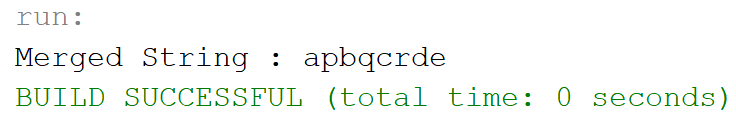 run:
Merged String : apbqcrde
BUILD SUCCESSFUL (total time: 0 seconds)